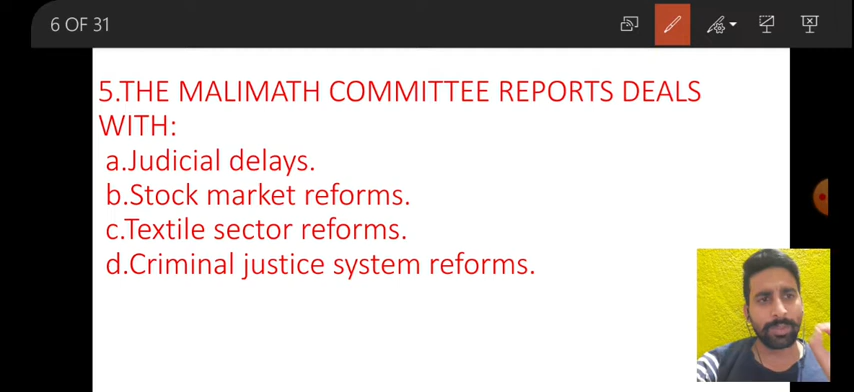 6 OF 31
5.THE MALIMATH COMMITTEE REPORTS DEALS
WITH:
a.Judicial delays.
b.Stock market reforms.
c.Textile sector reforms.
d.Criminal justice system reforms.